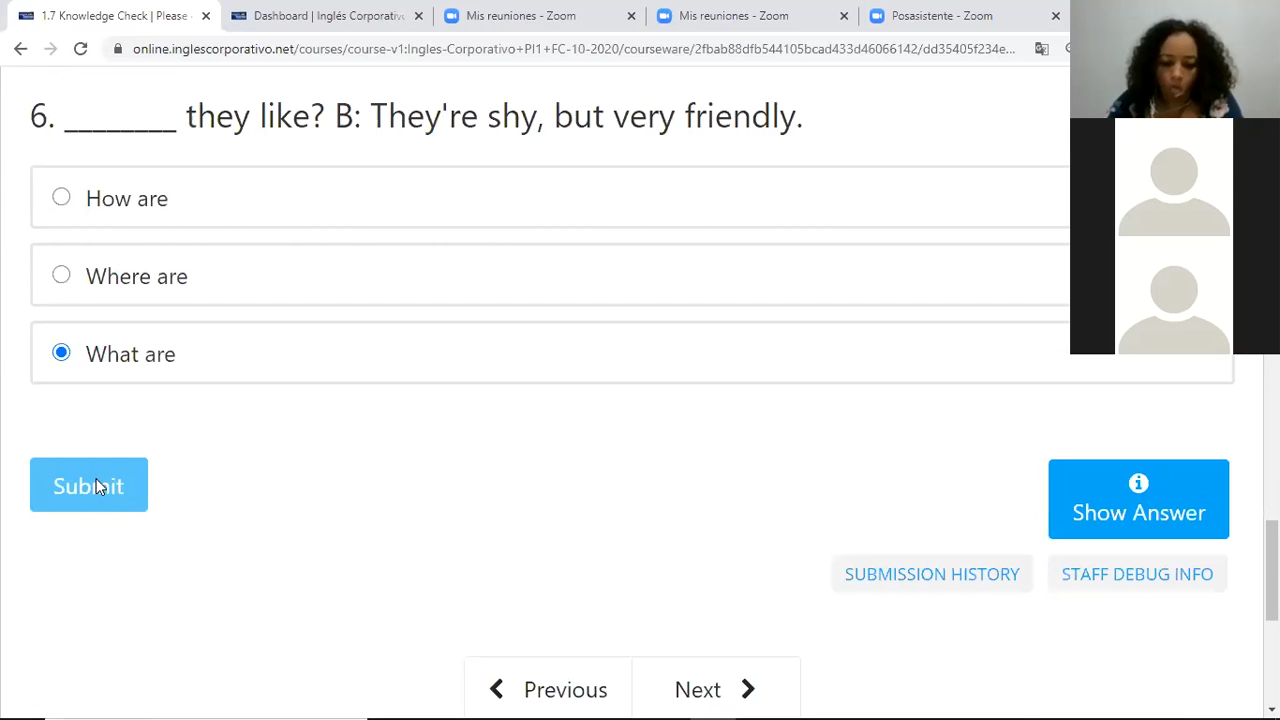 1.7 Knowledge Check | Please
Dashboard | Inglés Corporativo
Mis reuniones - Zoom
Mis reuniones - Zoom
Posasistente - Zoom
online.inglescorporativo.net/courses/course-v1:Ingles-Corporativo+PI1+FC-10-2020/courseware/2fbab88dfb544105bcad433d46066142/dd35405f234e...
6. ________ they like? B: They're shy, but very friendly.
How are
Where are
What are
Submit
Show Answer
SUBMISSION HISTORY
STAFF DEBUG INFO
Previous
Next